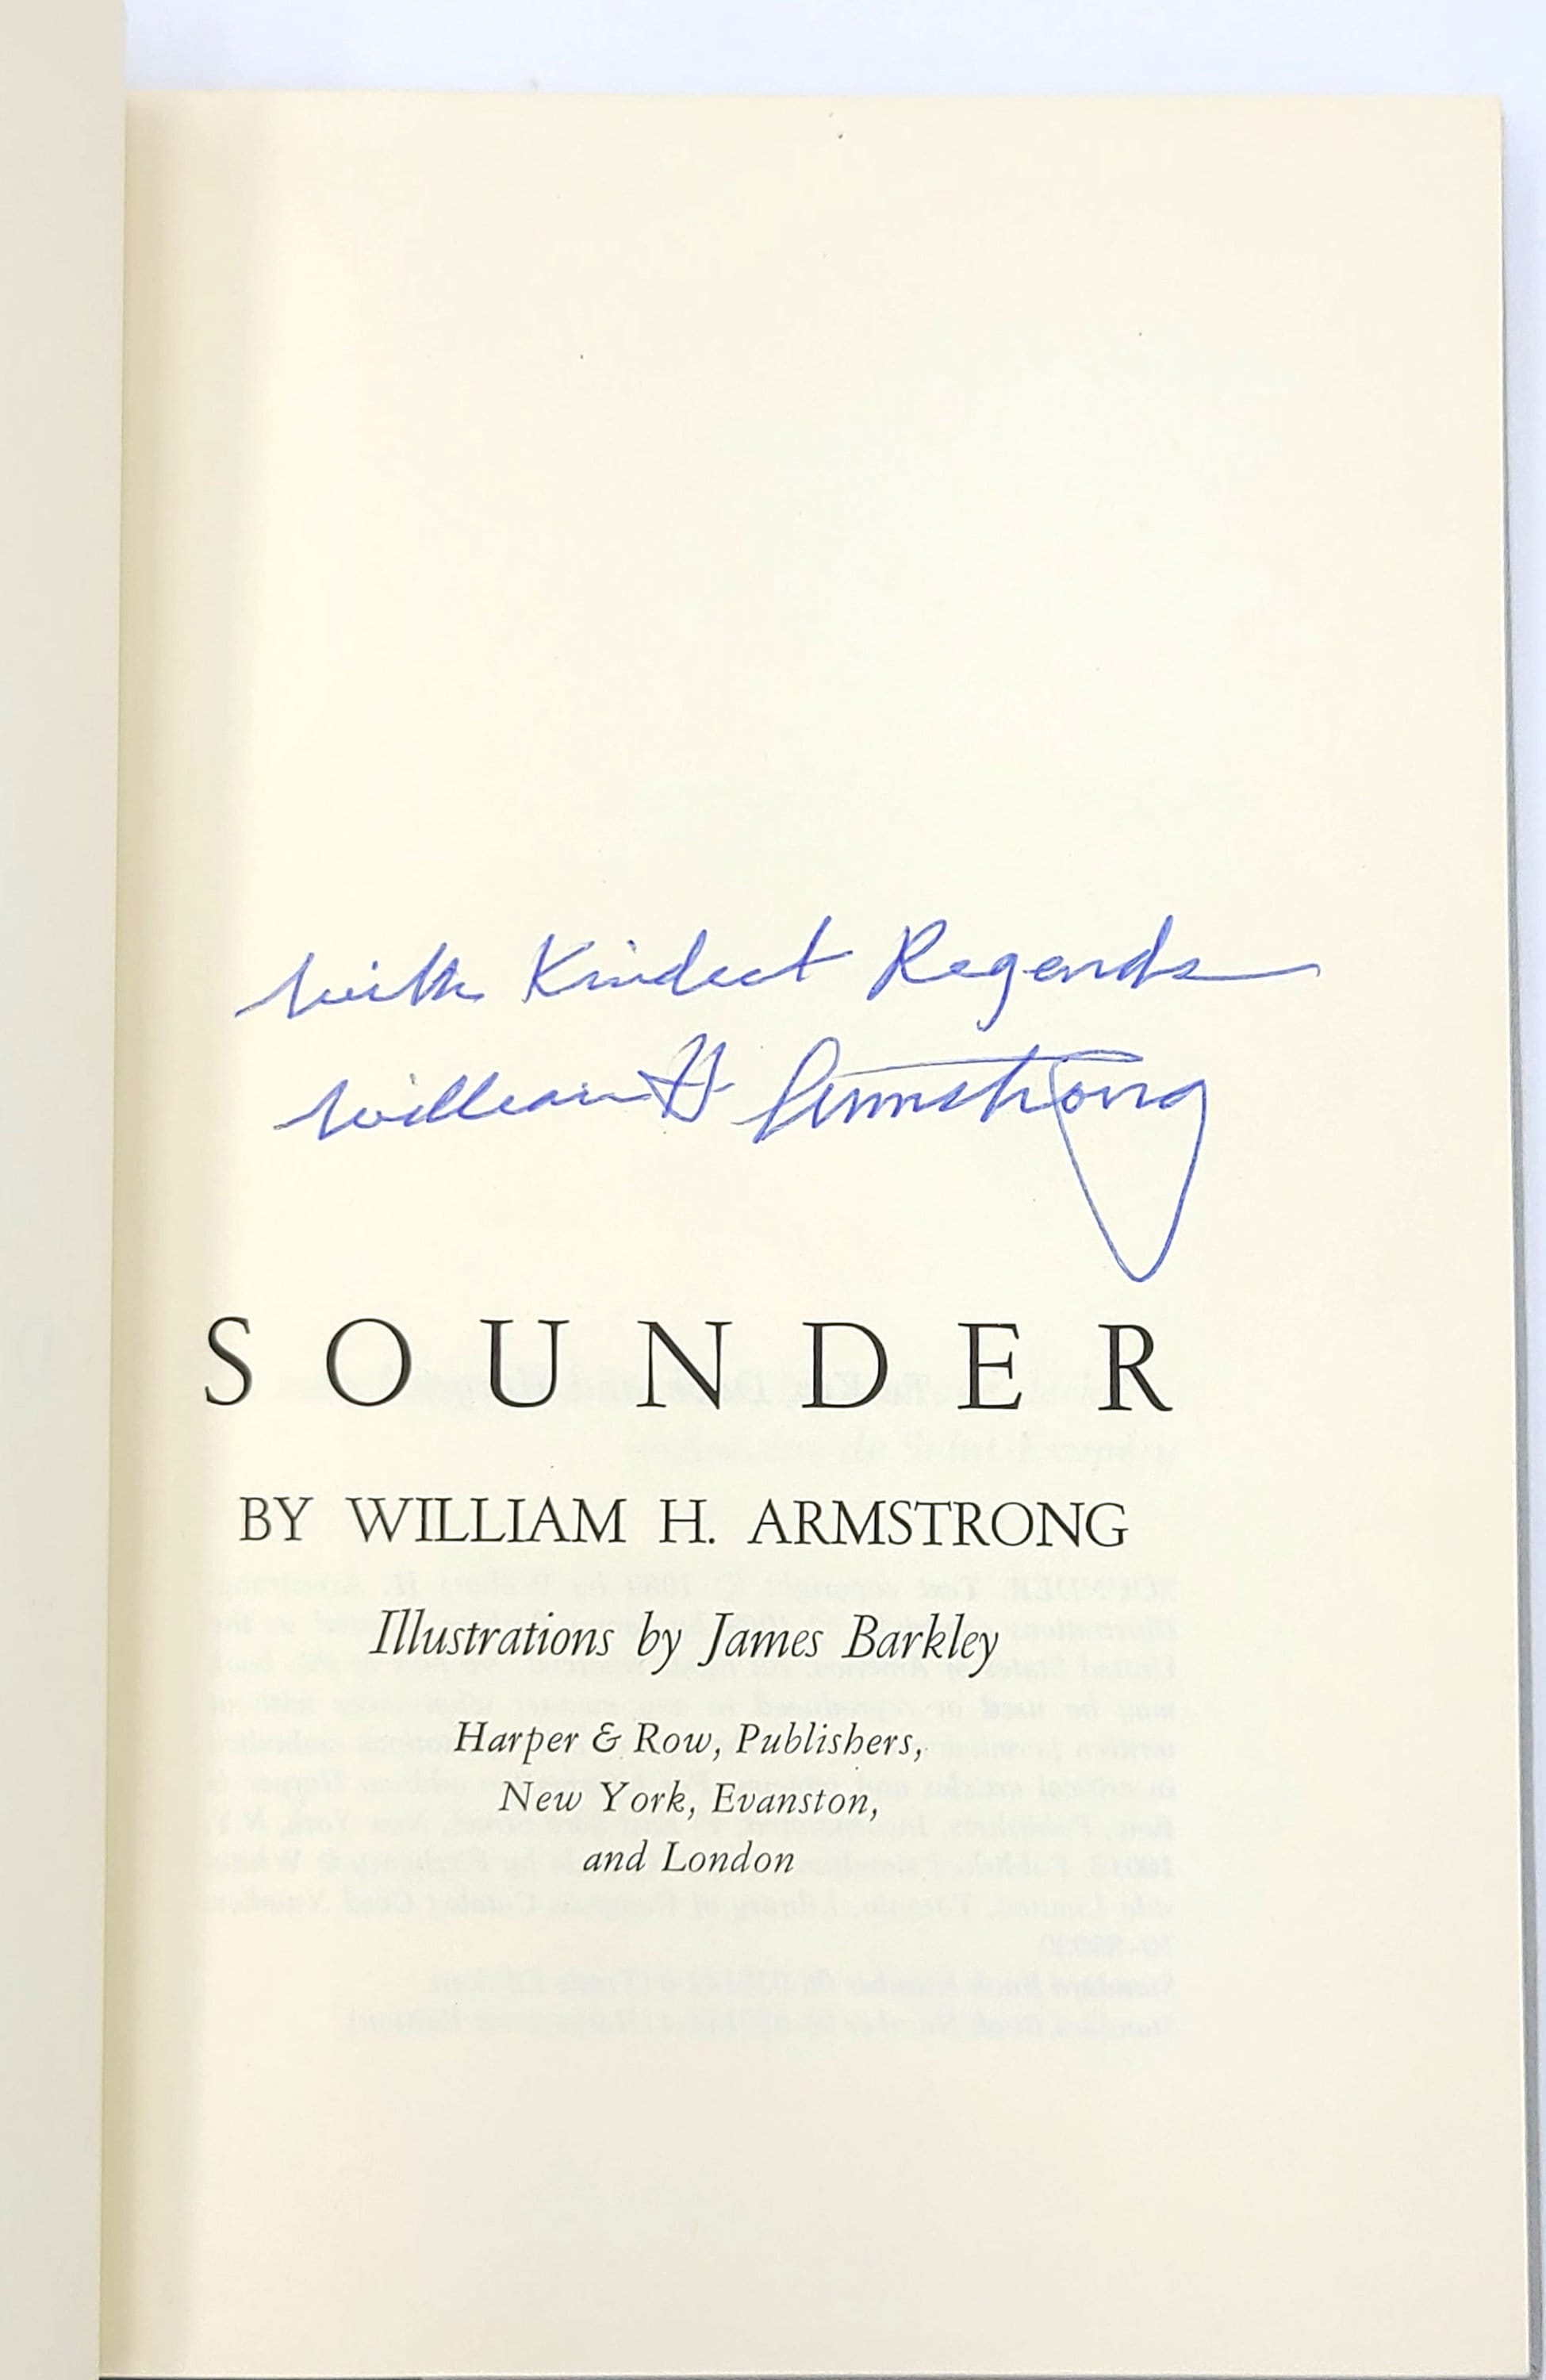 With Kindest Regards
William H Armstrong
SOUNDER
BY WILLIAM H. ARMSTRONG
Illustrations by James Barkley
Harper & Row, Publishers,
New York, Evanston,
and London